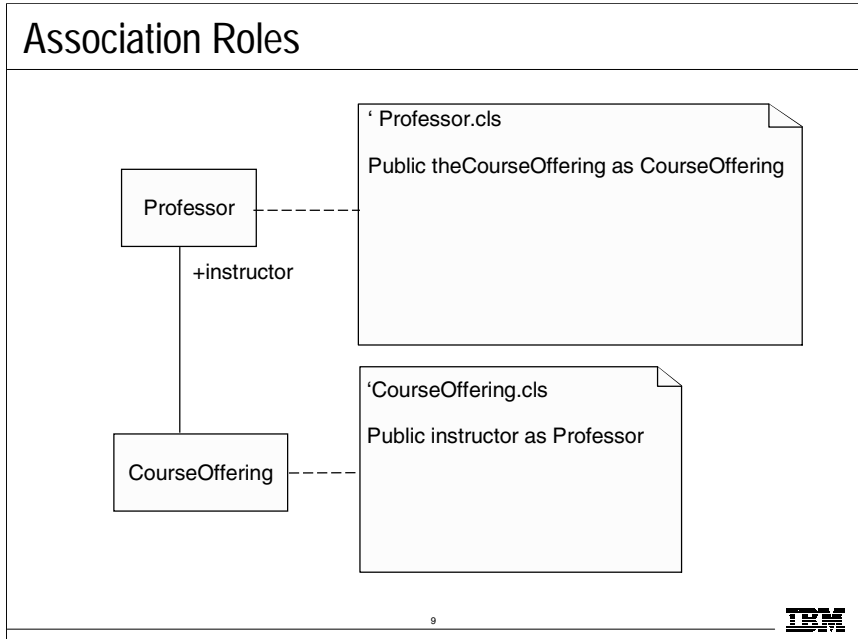 Association Roles
‘ Professor.cls
Public theCourseOffering as CourseOffering
Professor
+instructor
‘CourseOffering.cls
Public instructor as Professor
CourseOffering
9
IBM